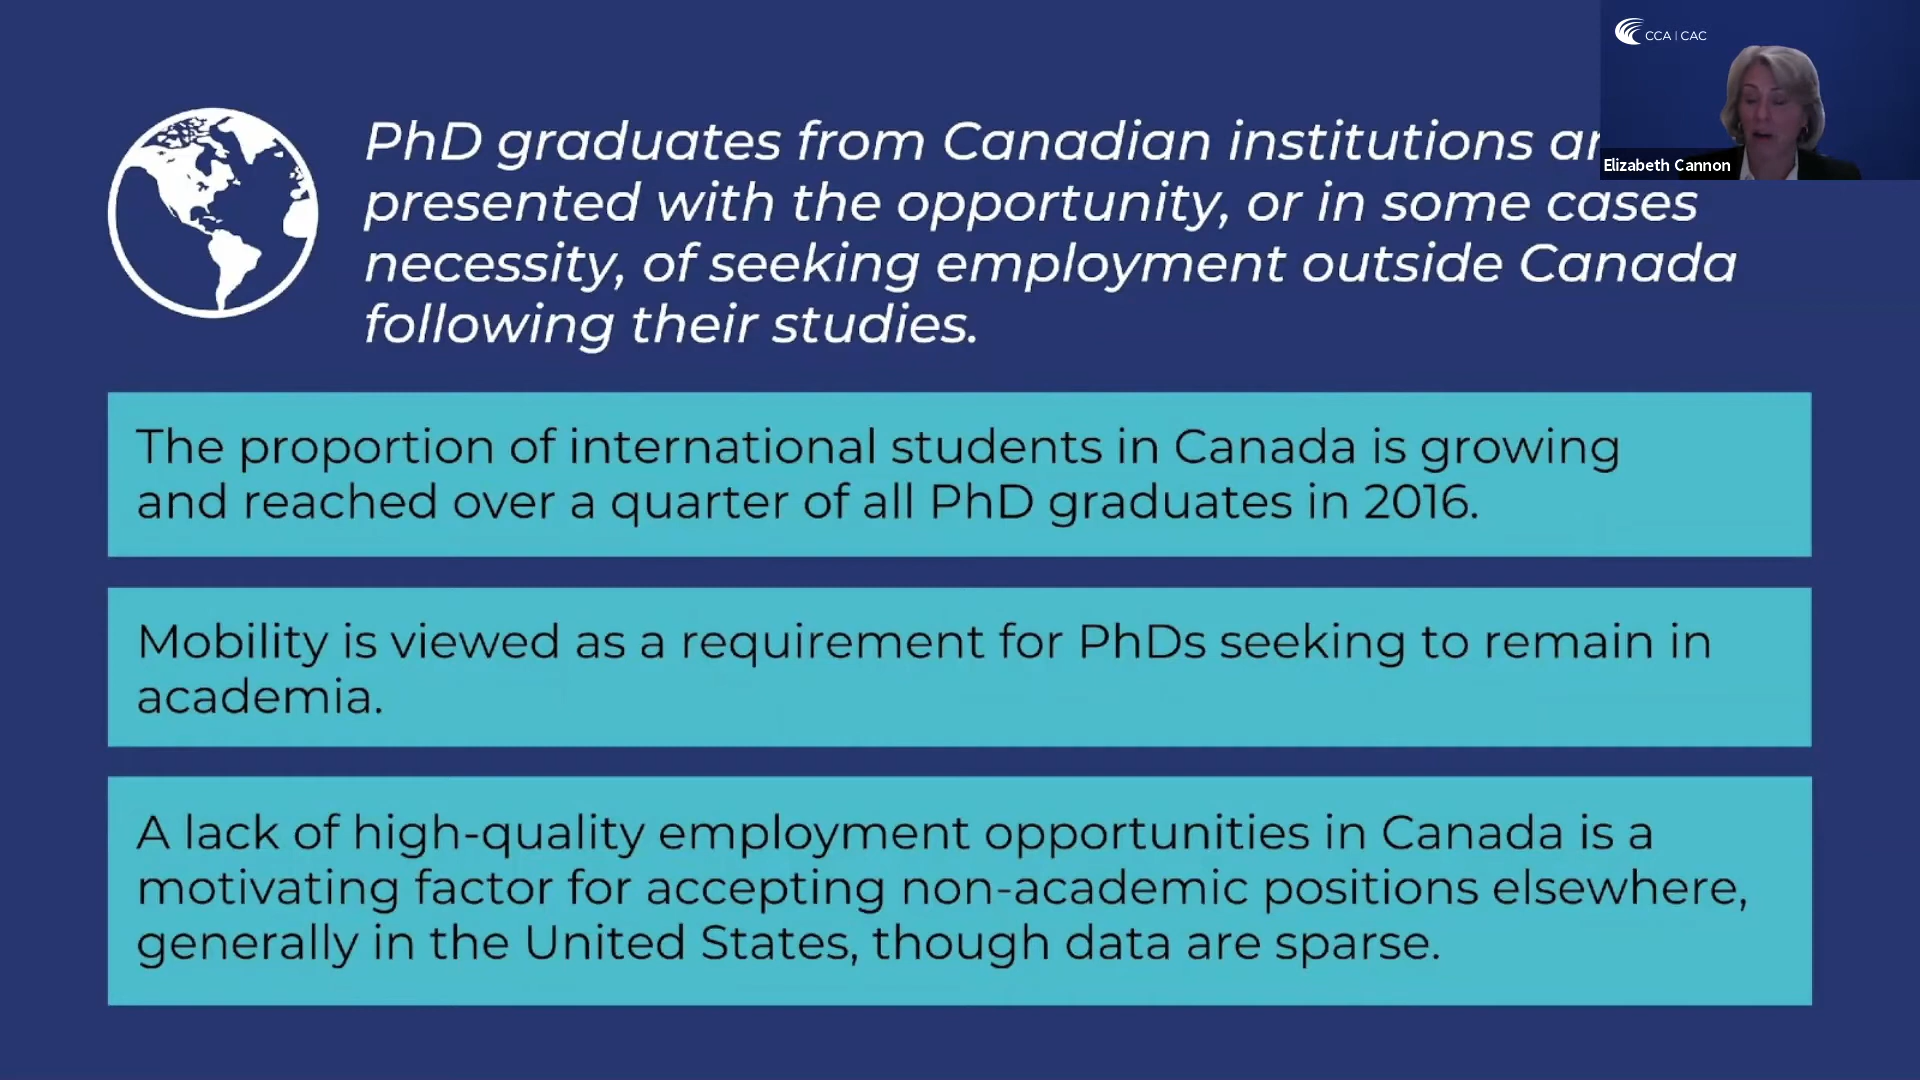 CCA | CAC
Elizabeth Cannon
PhD graduates from Canadian institutions
presented with the opportunity, or in some cases
necessity, of seeking employment outside Canada
following their studies.
The proportion of international students in Canada is growing
and reached over a quarter of all PhD graduates in 2016.
Mobility is viewed as a requirement for PhDs seeking to remain in
academia.
A lack of high-quality employment opportunities in Canada is a
motivating factor for accepting non-academic positions elsewhere,
generally in the United States, though data are sparse.